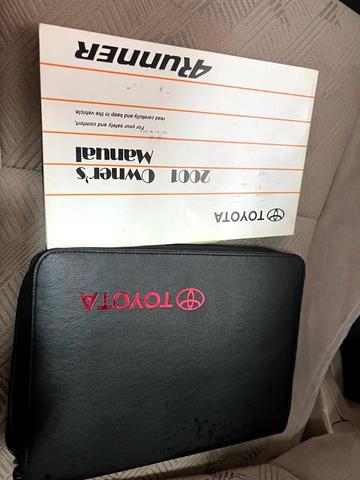 TOYOTA
2001 Owner's
Manual
For your safety and comfort,
read carefully and keep in the vehicle.
4RUNNER
TOYOTA